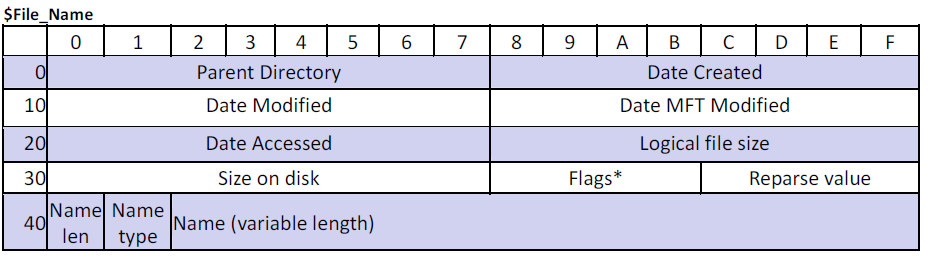 $File_Name
0 1 2 3 4 5 6 7 8 9 A B C D E F
0 Parent Directory Date Created
10 Date Modified Date MFT Modified
20 Date Accessed Logical file size
30 Size on disk Flags* Reparse value
40 Name len Name type Name (variable length)